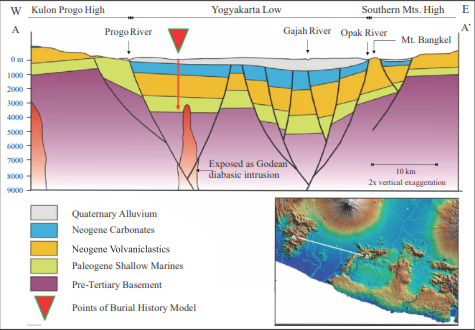 W E
Kulon Progo High Yogyakarta Low Southern Mts. High
A A'
Progo River Gajah River Opak River
Mt. Bangkel
0 m
1000
2000
3000
4000
5000
6000
7000
8000
9000
Exposed as Godean
diabasic intrusion
10 km
2x vertical exaggeration
Quaternary Alluvium
Neogene Carbonates
Neogene Volvaniclastics
Paleogene Shallow Marines
Pre-Tertiary Basement
Points of Burial History Model